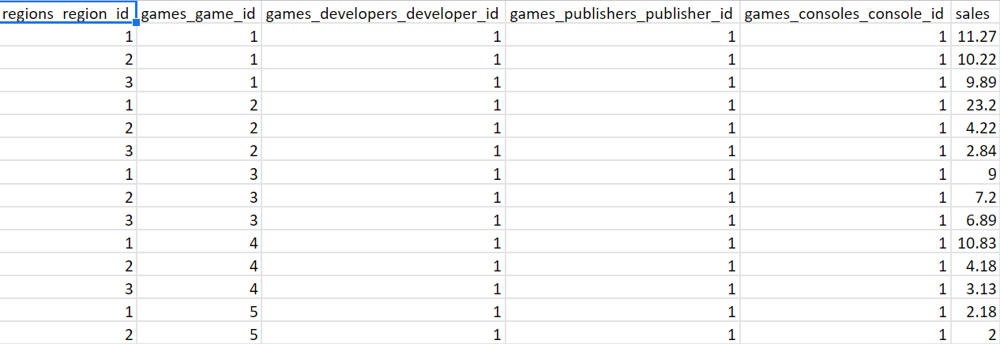 regions_region_id games_game_id games_developers_developer_id games_publishers_publisher_id games_consoles_console_id sales
1 1 1 1 1 11.27
2 1 1 1 1 10.22
3 1 1 1 1 9.89
1 2 1 1 1 23.2
2 2 1 1 1 4.22
3 2 1 1 1 2.84
1 3 1 1 1 9
2 3 1 1 1 7.2
3 3 1 1 1 6.89
1 4 1 1 1 10.83
2 4 1 1 1 4.18
3 4 1 1 1 3.13
1 5 1 1 1 2.18
2 5 1 1 1 2